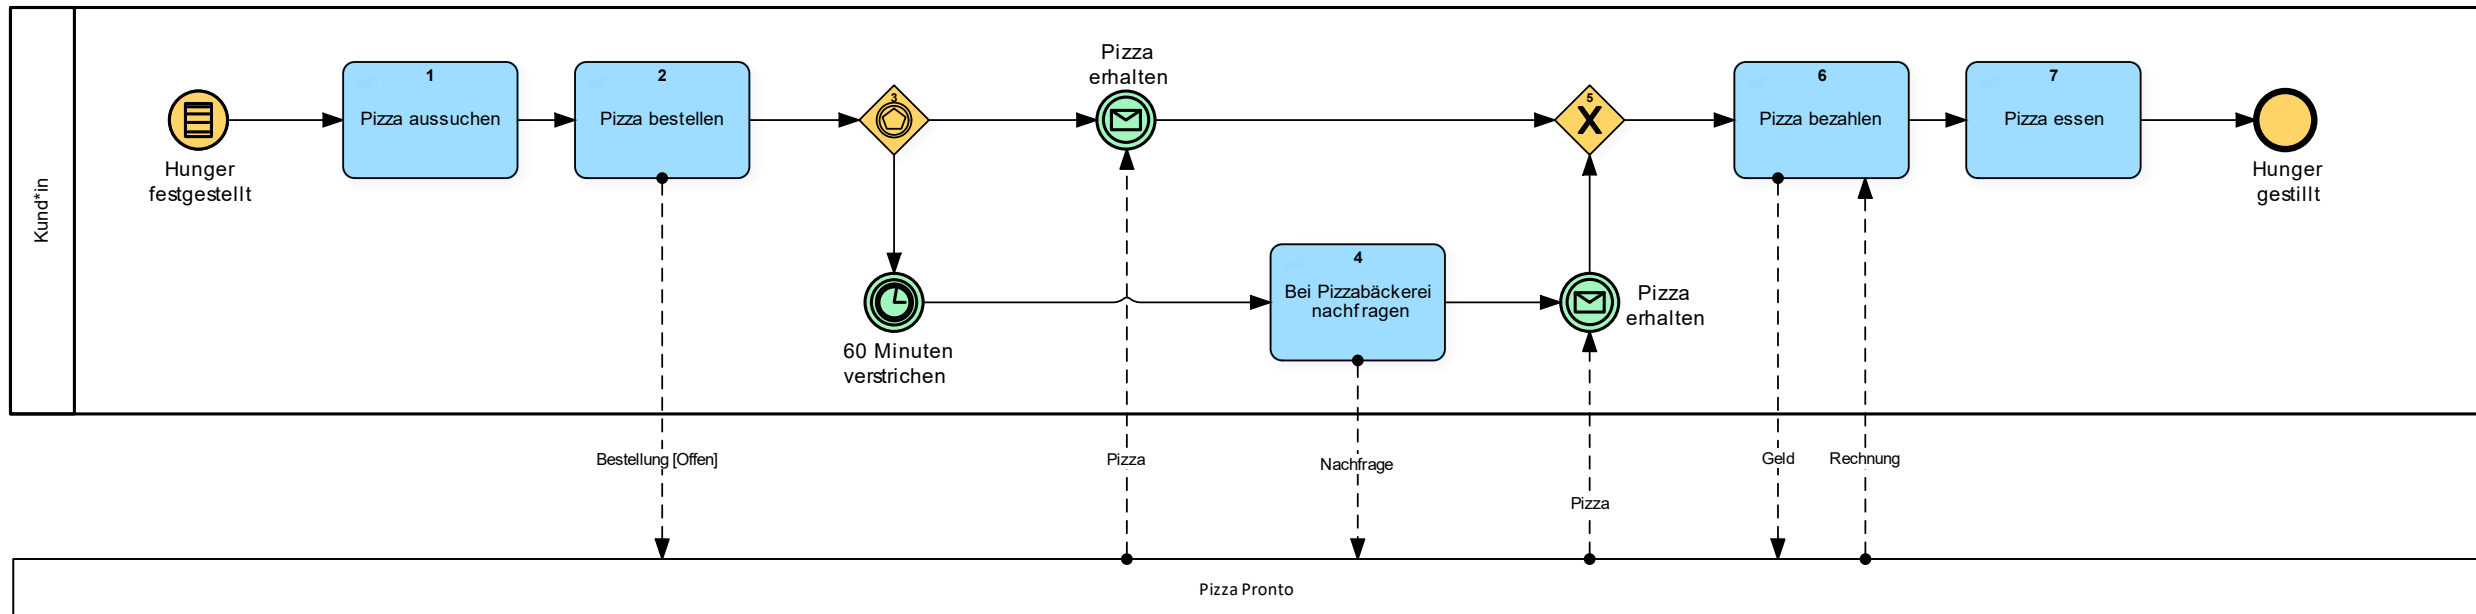 Kund*in
Hunger
festgestellt
1
Pizza aussuchen
2
Pizza bestellen
3
Pizza
erhalten
60 Minuten
verstrichen
4
Bei Pizzabäckerei
nachfragen
Pizza
erhalten
5
X
6
Pizza bezahlen
7
Pizza essen
Hunger
gestillt
Bestellung [Offen]
Pizza
Nachfrage
Pizza
Geld
Rechnung
Pizza Pronto